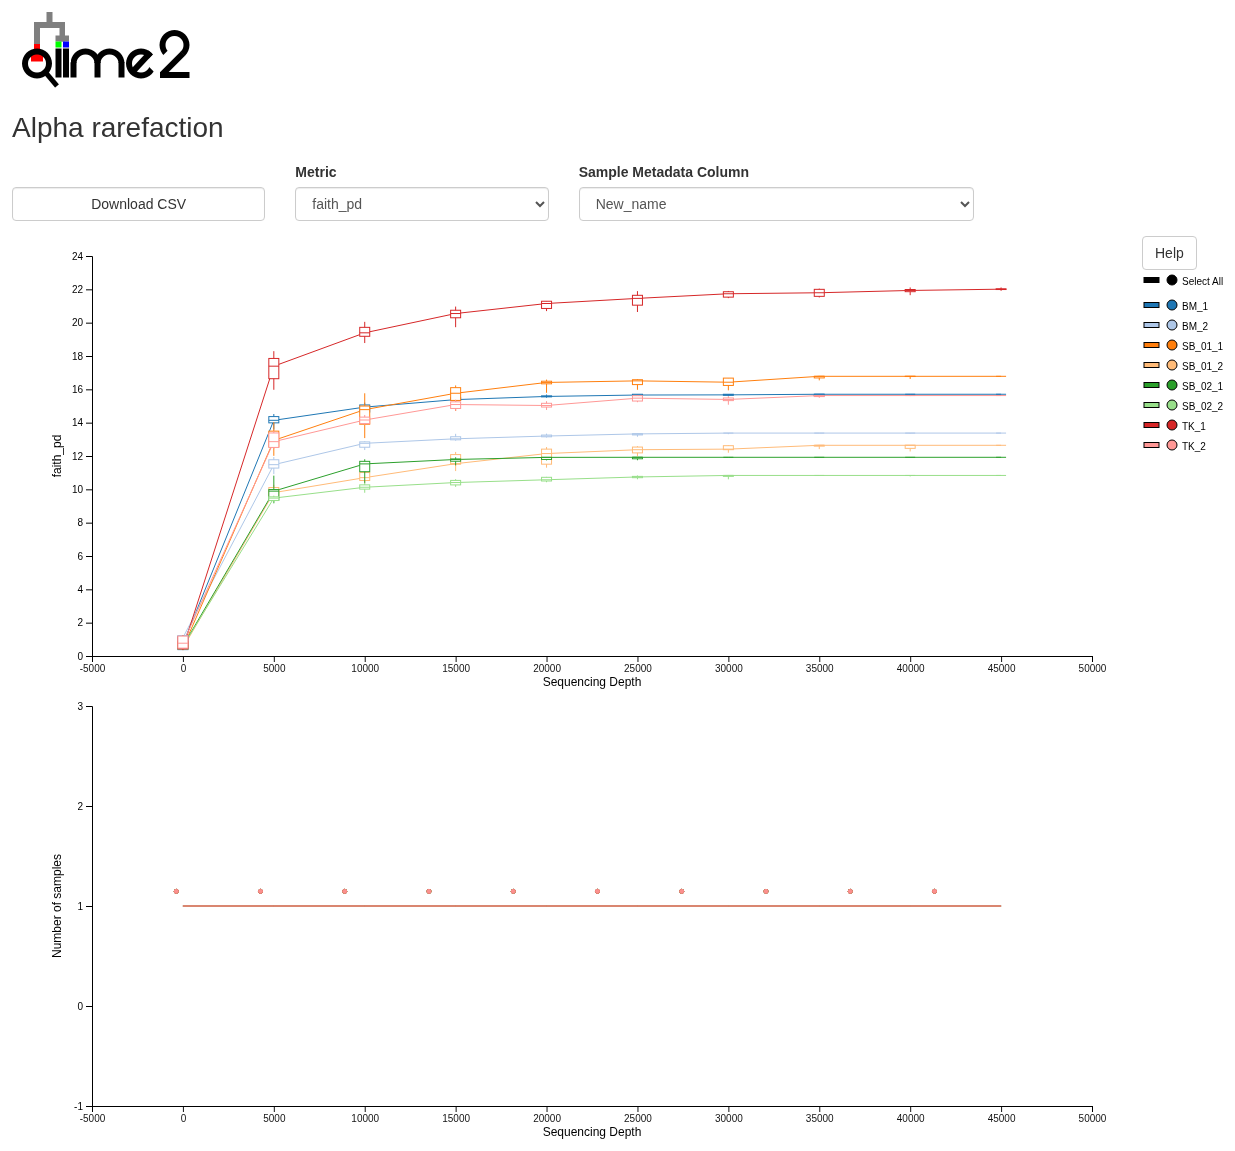 qiime2
Alpha rarefaction
Metric
Sample Metadata Column
Download CSV
faith_pd
New_name
Help
Select All
BM_1
BM_2
SB_01_1
SB_01_2
SB_02_1
SB_02_2
TK_1
TK_2
24
22
20
18
16
14
12
10
8
6
4
2
0
faith_pd
-5000 0 5000 10000 15000 20000 25000 30000 35000 40000 45000 50000
Sequencing Depth
3
2
1
0
-1
Number of samples
-5000 0 5000 10000 15000 20000 25000 30000 35000 40000 45000 50000
Sequencing Depth